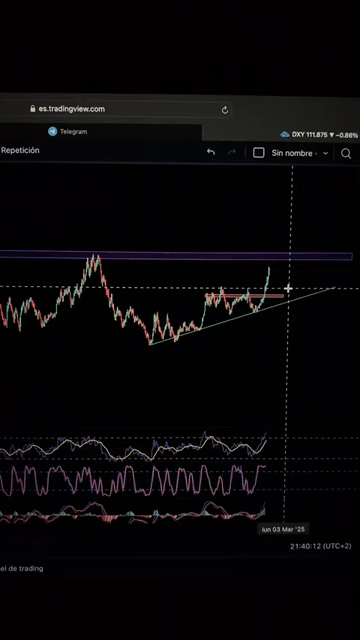 es.tradingview.com
Telegram
DXY 111.875 ▼ −0.86%
Repetición
Sin nombre
lun 03 Mar '25
21:40:12 (UTC+2)
el de trading